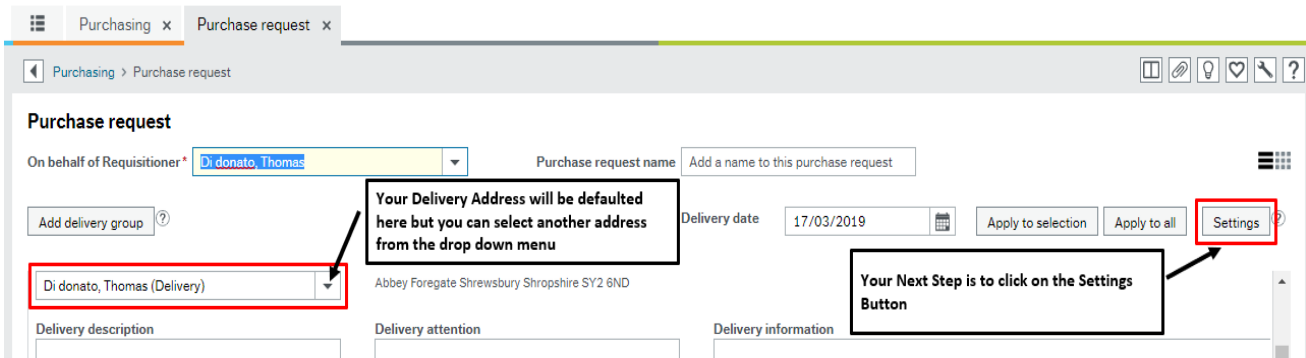 Purchasing x Purchase request x
Purchasing > Purchase request
?
Purchase request
On behalf of Requisitioner* Di donato, Thomas Purchase request name Add a name to this purchase request
Your Delivery Address will be defaulted
here but you can select another address
from the drop down menu
Add delivery group ? Delivery date 17/03/2019 Apply to selection Apply to all Settings ?
Your Next Step is to click on the Settings
Button
Di donato, Thomas (Delivery) Abbey Foregate Shrewsbury Shropshire SY2 6ND
Delivery description Delivery attention Delivery information